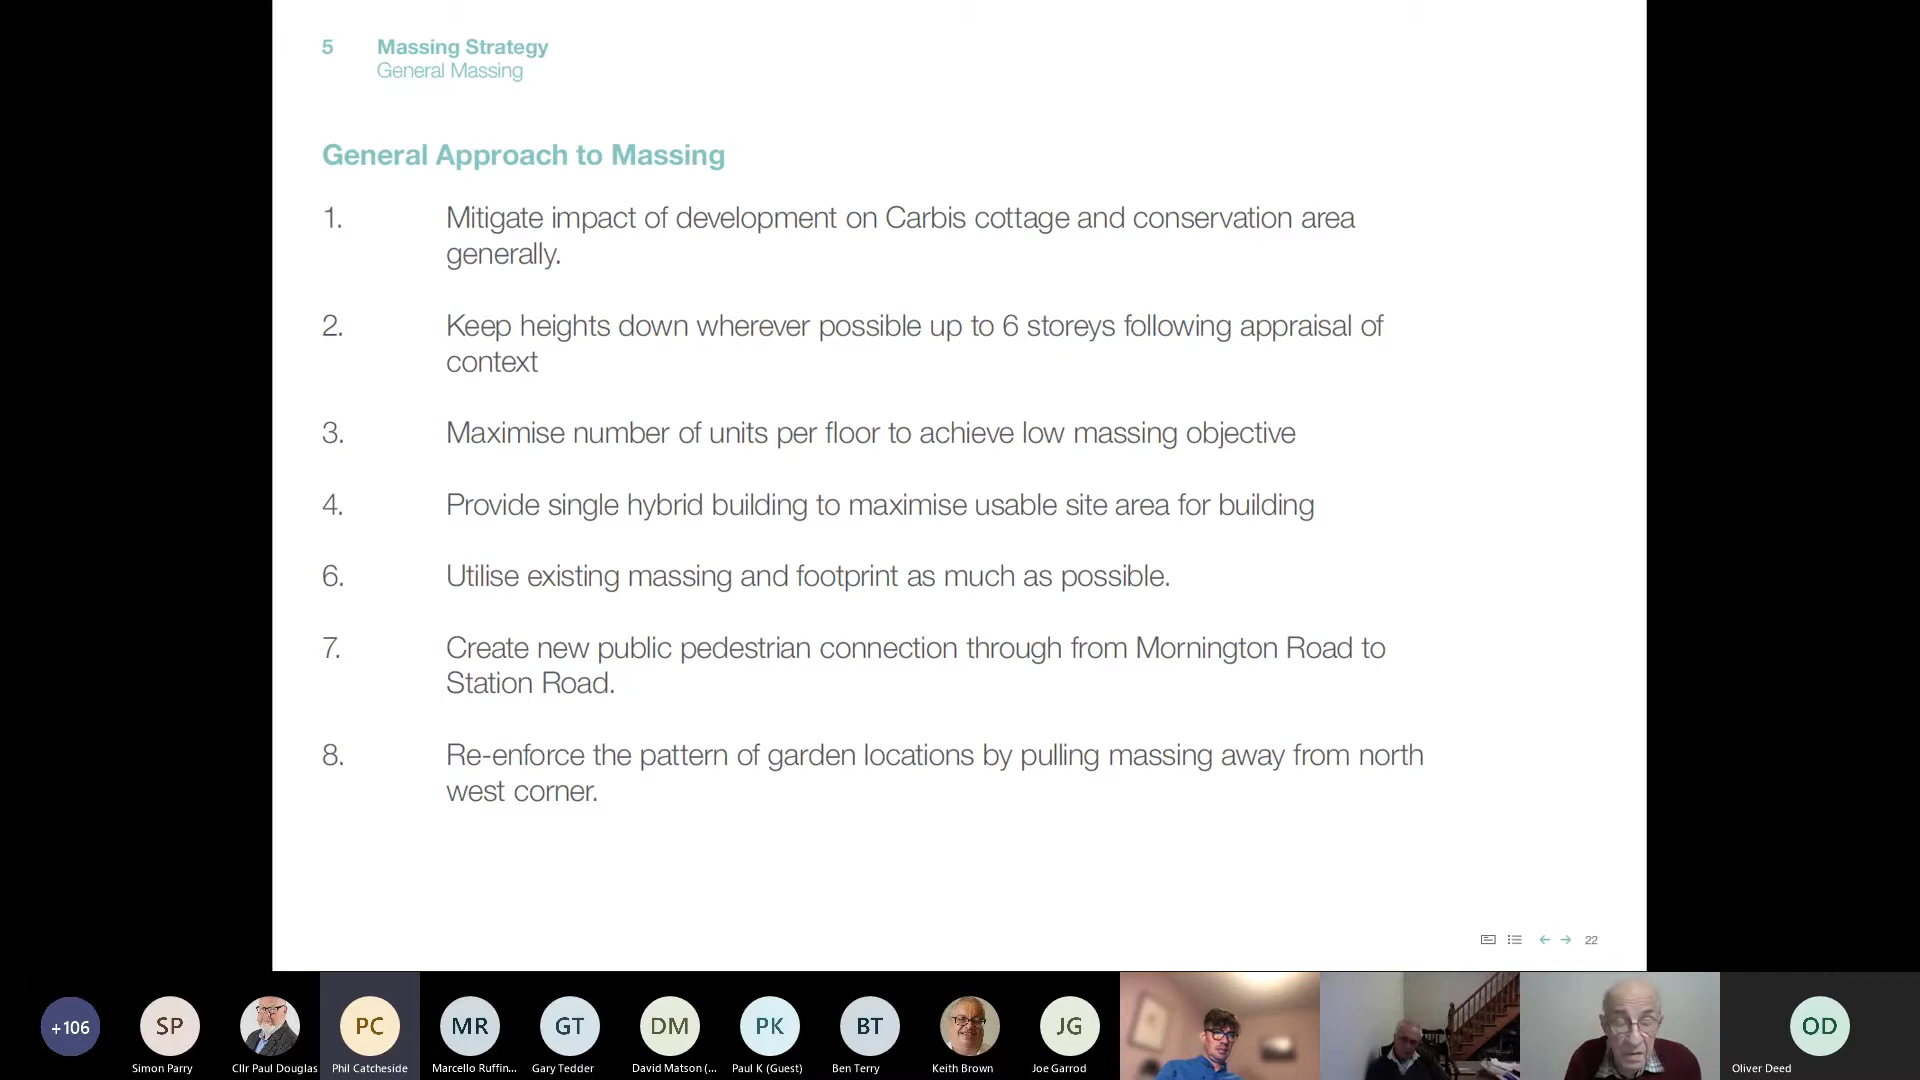 5 Massing Strategy
General Massing
General Approach to Massing
1. Mitigate impact of development on Carbis cottage and conservation area
generally.
2. Keep heights down wherever possible up to 6 storeys following appraisal of
context
3. Maximise number of units per floor to achieve low massing objective
4. Provide single hybrid building to maximise usable site area for building
6. Utilise existing massing and footprint as much as possible.
7. Create new public pedestrian connection through from Mornington Road to
Station Road.
8. Re-enforce the pattern of garden locations by pulling massing away from north
west corner.
22
+106 SP PC MR GT DM PK BT JG OD
Simon Parry Cllr Paul Douglas Phil Catcheside Marcello Ruffin... Gary Tedder David Matson (... Paul K (Guest) Ben Terry Keith Brown Joe Garrod Oliver Deed